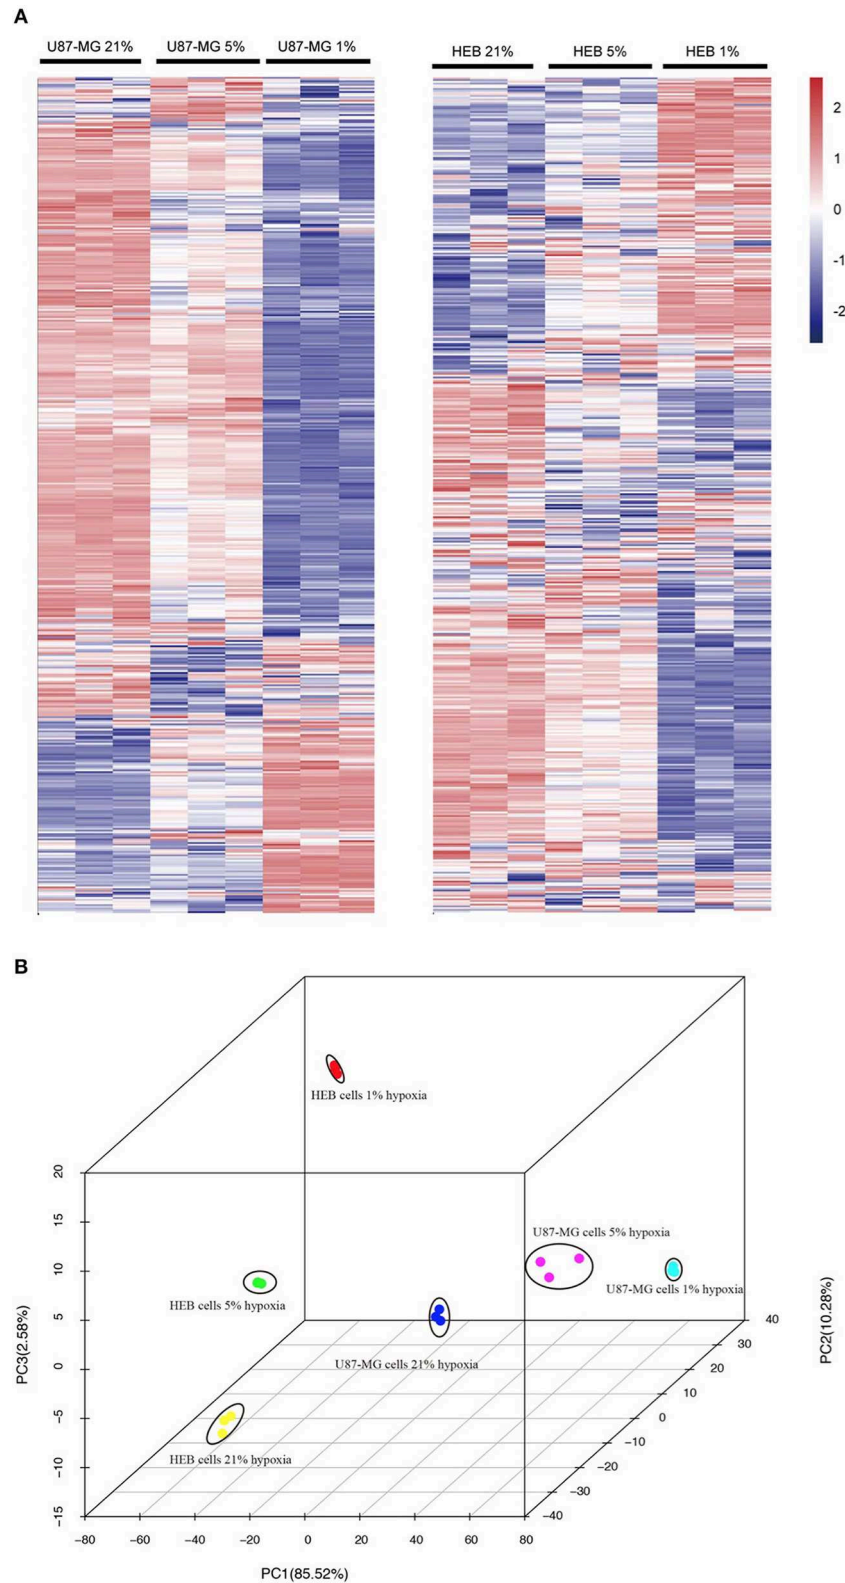 A
U87-MG 21% U87-MG 5% U87-MG 1%
HEB 21% HEB 5% HEB 1%
2
1
0
-1
-2
B
HEB cells 1% hypoxia
20
15
10
5
0
−5
−10
−15
PC3(2.58%)
U87-MG cells 5% hypoxia
U87-MG cells 1% hypoxia
HEB cells 5% hypoxia
U87-MG cells 21% hypoxia
HEB cells 21% hypoxia
40
30
20
10
0
−10
−20
−30
−40
PC2(10.28%)
−80 −60 −40 −20 0 20 40 60 80
PC1(85.52%)